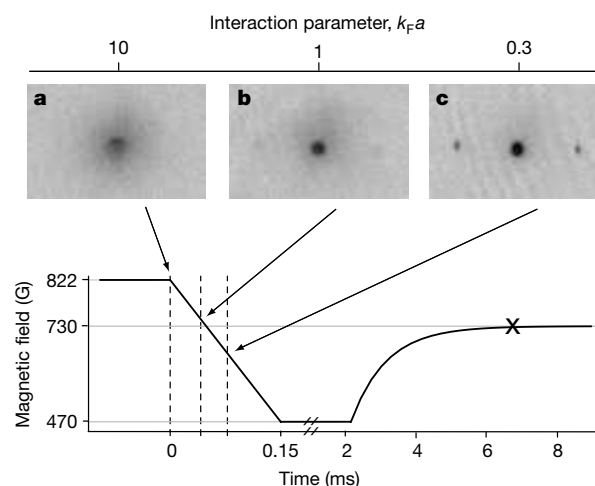 Interaction parameter, kFa
10 1 0.3
a b c
Magnetic field (G)
822
730
470
X
0 0.15 2 4 6 8
Time (ms)